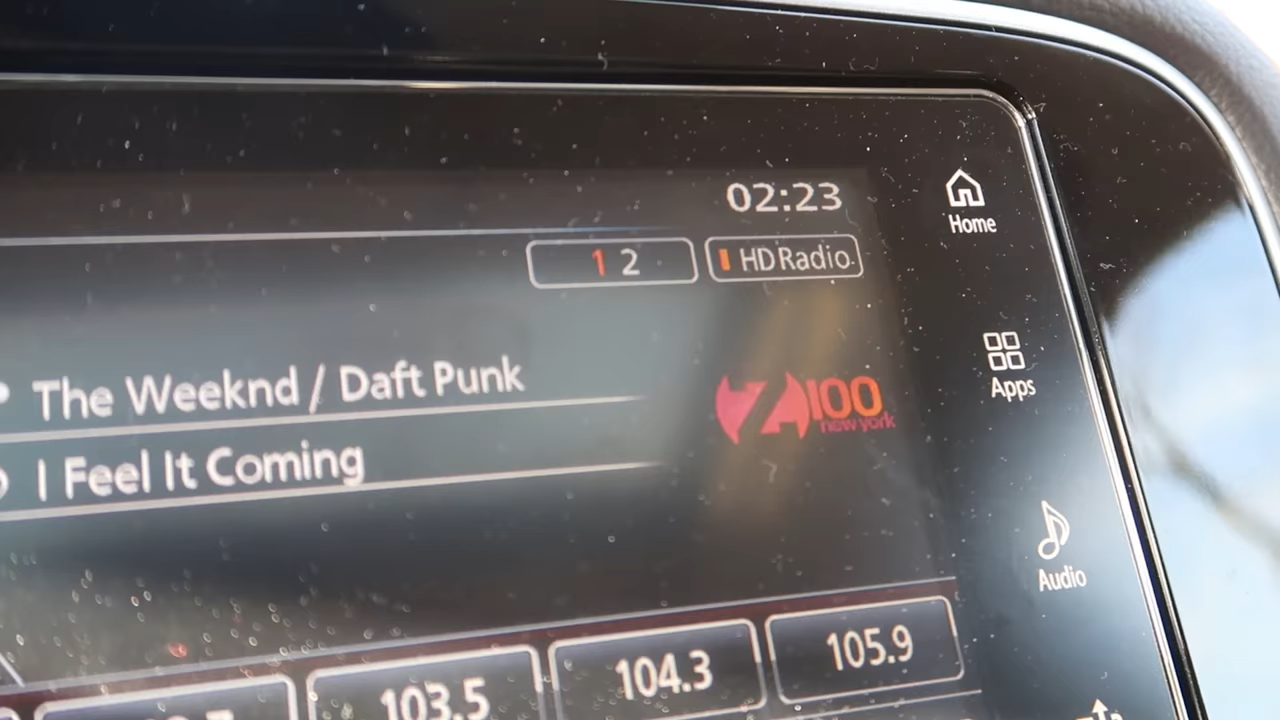 02:23
Home
1 2
HD Radio
The Weeknd / Daft Punk
Z100
new york
Apps
I Feel It Coming
Audio
103.5
104.3
105.9